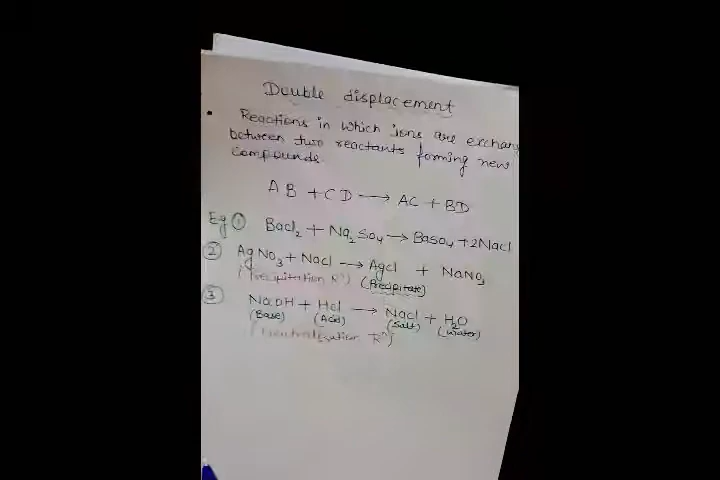 Double displacement
• Reactions in which ions are exchan
between two reactants forming new
compounds
AB + CD → AC + BD
Eg ① Bacl₂ + Na₂SO₄ → BaSO₄ + 2Nacl
② AgNO₃ + Nacl → Agcl + NaNO₃
(Precipitation Rⁿ) (Precipitate)
③ NaOH + Hcl → Nacl + H₂O
(Base) (Acid) (Salt) (Water)
(Neutralisation Rⁿ)